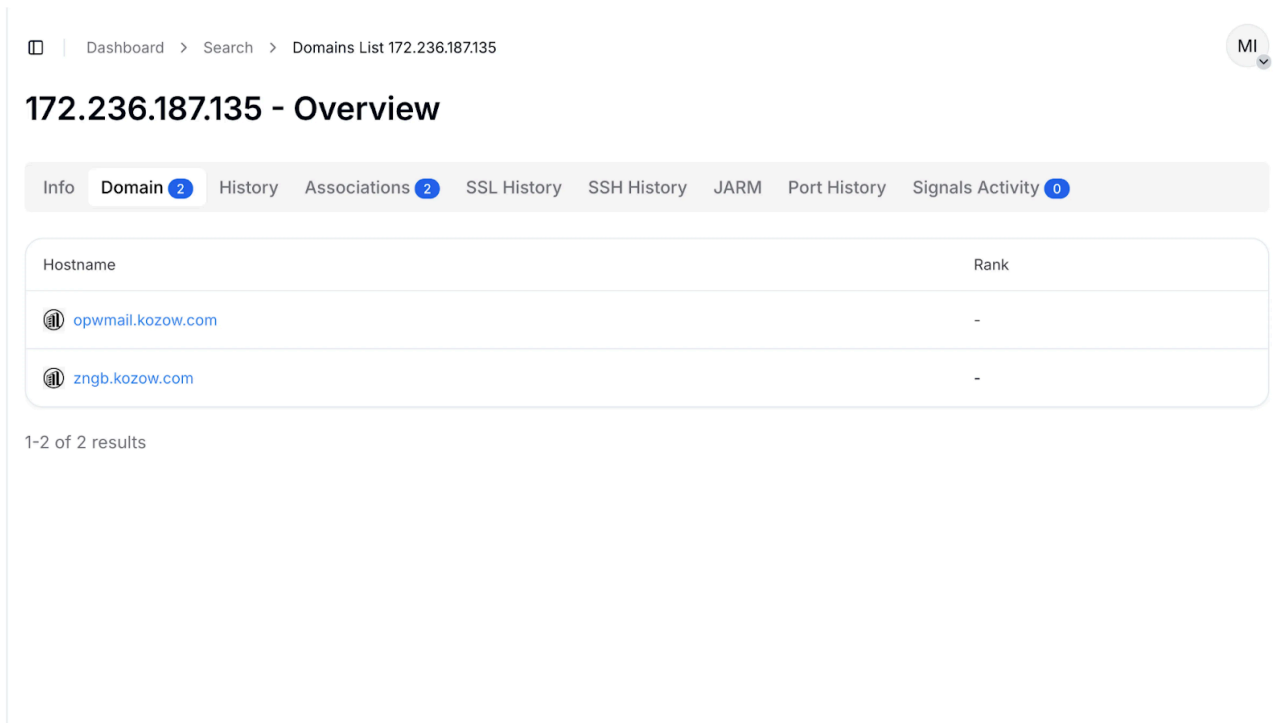 Dashboard > Search > Domains List 172.236.187.135
MI
172.236.187.135 - Overview
Info Domain 2 History Associations 2 SSL History SSH History JARM Port History Signals Activity 0
Hostname Rank
opwmail.kozow.com -
zngb.kozow.com -
1-2 of 2 results